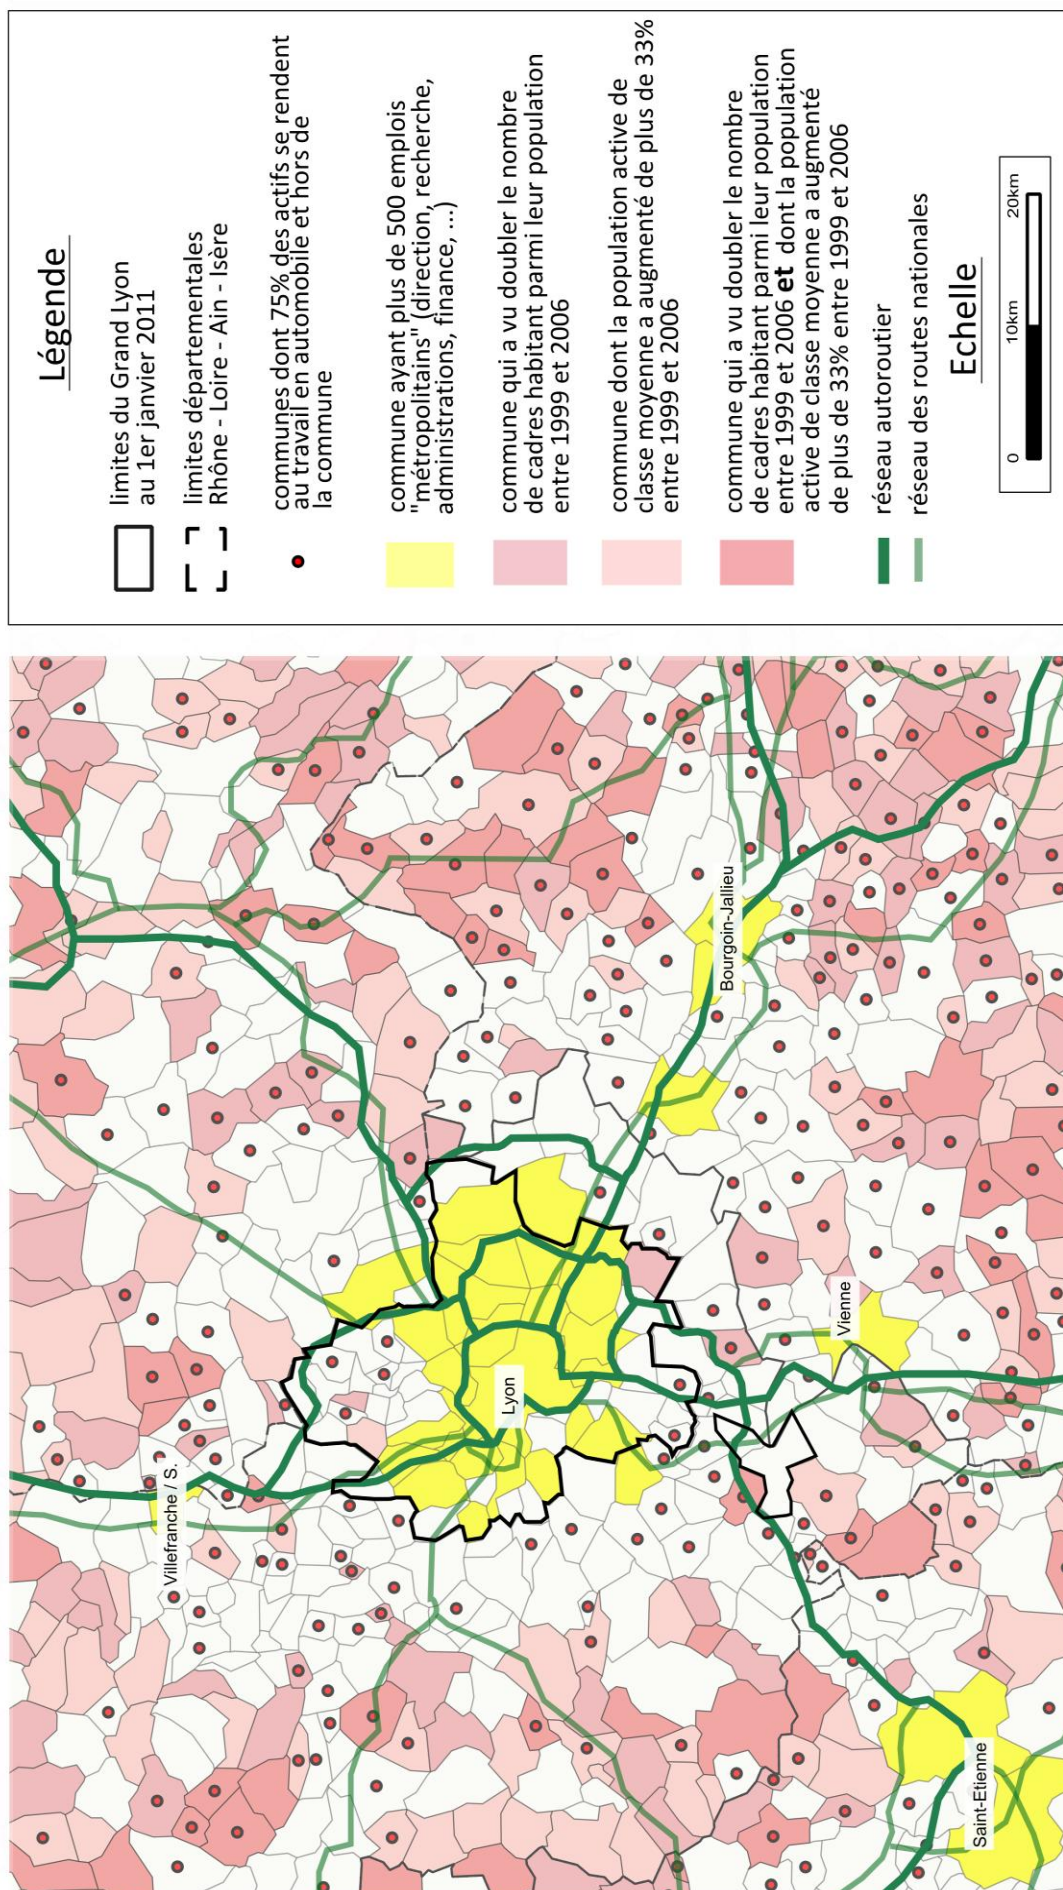 Légende
limites du Grand Lyon
au 1er janvier 2011
limites départementales
Rhône - Loire - Ain - Isère
communes dont 75% des actifs se rendent
au travail en automobile et hors de
la commune
commune ayant plus de 500 emplois
"métropolitains" (direction, recherche,
administrations, finance, ...)
commune qui a vu doubler le nombre
de cadres habitant parmi leur population
entre 1999 et 2006
commune dont la population active de
classe moyenne a augmenté de plus de 33%
entre 1999 et 2006
commune qui a vu doubler le nombre
de cadres habitant parmi leur population
entre 1999 et 2006 et dont la population
active de classe moyenne a augmenté
de plus de 33% entre 1999 et 2006
réseau autoroutier
réseau des routes nationales
Echelle
0 10km 20km
Villefranche / S.
Lyon
Bourgoin-Jallieu
Vienne
Saint-Etienne